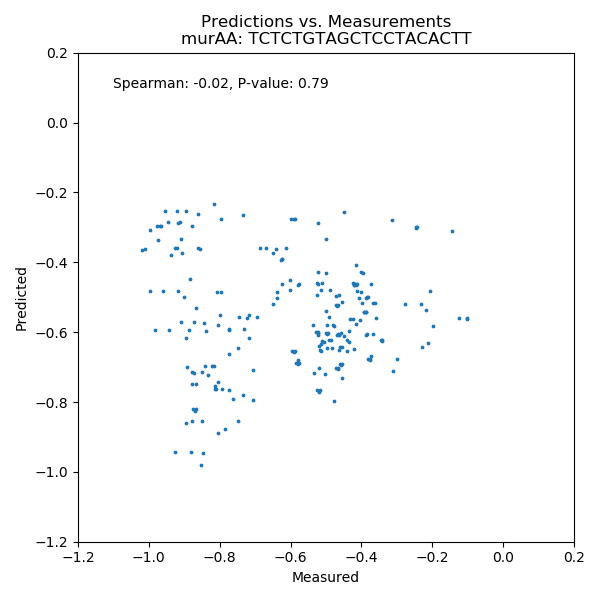 Predictions vs. Measurements
murAA: TCTCTGTAGCTCCTACACTT
Spearman: -0.02, P-value: 0.79
0.2
0.0
−0.2
−0.4
−0.6
−0.8
−1.0
−1.2
Predicted
−1.2 −1.0 −0.8 −0.6 −0.4 −0.2 0.0 0.2
Measured